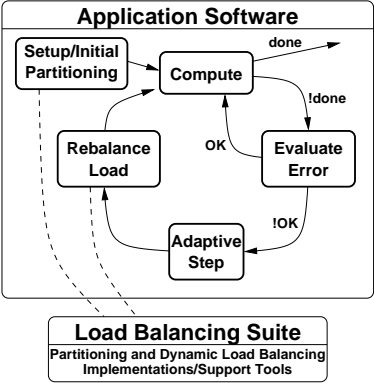 Application Software
Setup/Initial
Partitioning
Compute
done
!done
Rebalance
Load
OK
Evaluate
Error
!OK
Adaptive
Step
Load Balancing Suite
Partitioning and Dynamic Load Balancing
Implementations/Support Tools